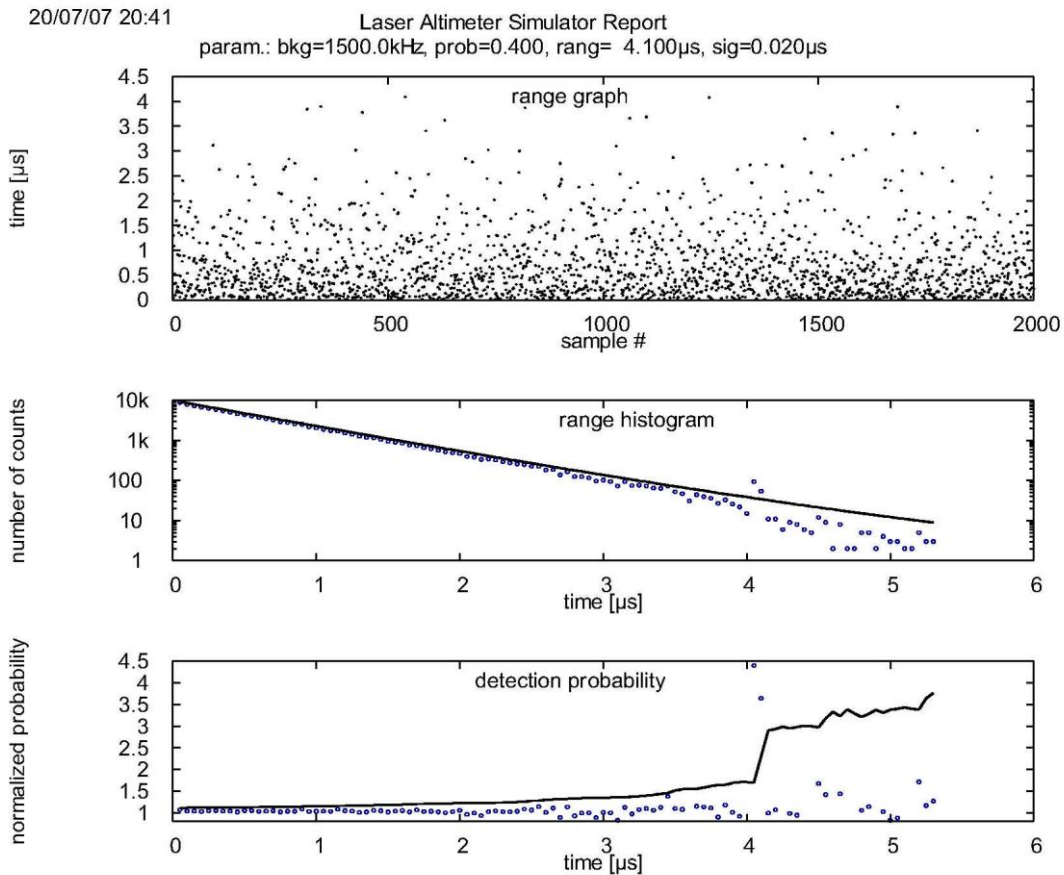 20/07/07 20:41
Laser Altimeter Simulator Report
param.: bkg=1500.0kHz, prob=0.400, rang= 4.100µs, sig=0.020µs
range graph
time [µs]
4.5
4
3.5
3
2.5
2
1.5
1
0.5
0
0 500 1000 1500 2000
sample #
range histogram
number of counts
10k
1k
100
10
1
0 1 2 3 4 5 6
time [µs]
detection probability
normalized probability
4.5
4
3.5
3
2.5
2
1.5
1
0 1 2 3 4 5 6
time [µs]